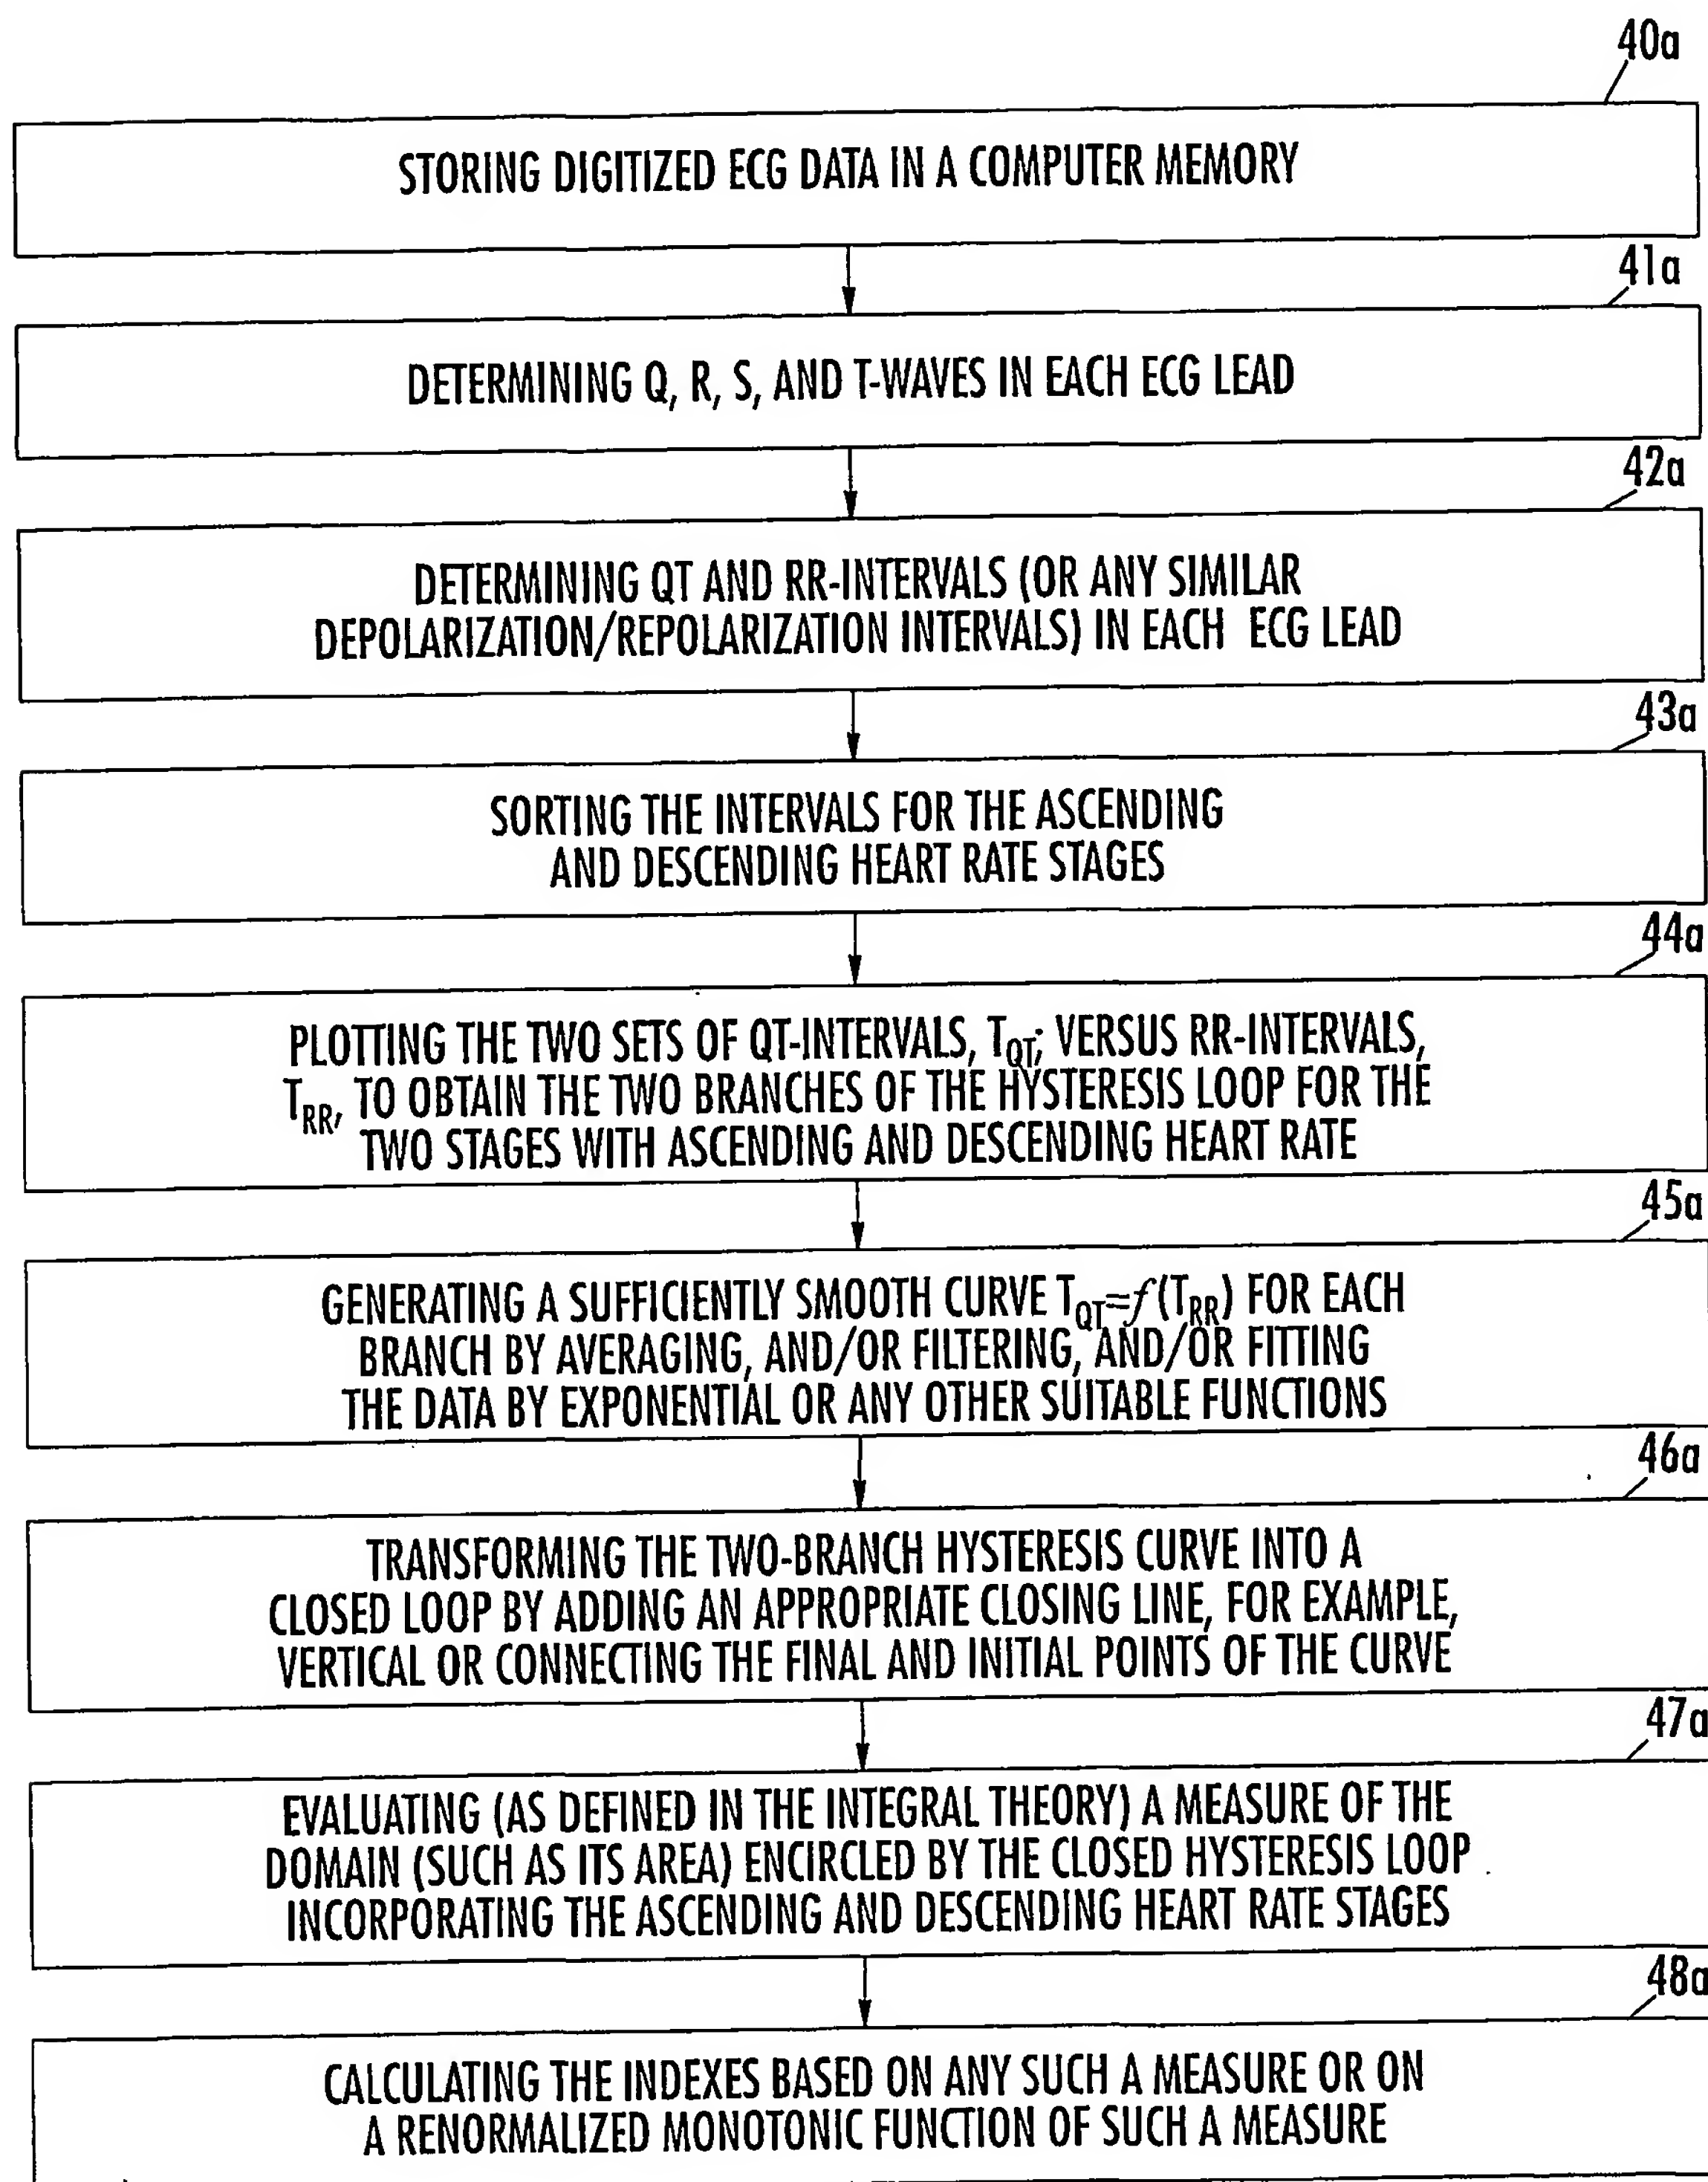 40a
STORING DIGITIZED ECG DATA IN A COMPUTER MEMORY
41a
DETERMINING Q, R, S, AND T-WAVES IN EACH ECG LEAD
42a
DETERMINING QT AND RR-INTERVALS (OR ANY SIMILAR
DEPOLARIZATION/REPOLARIZATION INTERVALS) IN EACH ECG LEAD
43a
SORTING THE INTERVALS FOR THE ASCENDING
AND DESCENDING HEART RATE STAGES
44a
PLOTTING THE TWO SETS OF QT-INTERVALS, T_QT; VERSUS RR-INTERVALS,
T_RR, TO OBTAIN THE TWO BRANCHES OF THE HYSTERESIS LOOP FOR THE
TWO STAGES WITH ASCENDING AND DESCENDING HEART RATE
45a
GENERATING A SUFFICIENTLY SMOOTH CURVE T_QT=f(T_RR) FOR EACH
BRANCH BY AVERAGING, AND/OR FILTERING, AND/OR FITTING
THE DATA BY EXPONENTIAL OR ANY OTHER SUITABLE FUNCTIONS
46a
TRANSFORMING THE TWO-BRANCH HYSTERESIS CURVE INTO A
CLOSED LOOP BY ADDING AN APPROPRIATE CLOSING LINE, FOR EXAMPLE,
VERTICAL OR CONNECTING THE FINAL AND INITIAL POINTS OF THE CURVE
47a
EVALUATING (AS DEFINED IN THE INTEGRAL THEORY) A MEASURE OF THE
DOMAIN (SUCH AS ITS AREA) ENCIRCLED BY THE CLOSED HYSTERESIS LOOP
INCORPORATING THE ASCENDING AND DESCENDING HEART RATE STAGES
48a
CALCULATING THE INDEXES BASED ON ANY SUCH A MEASURE OR ON
A RENORMALIZED MONOTONIC FUNCTION OF SUCH A MEASURE